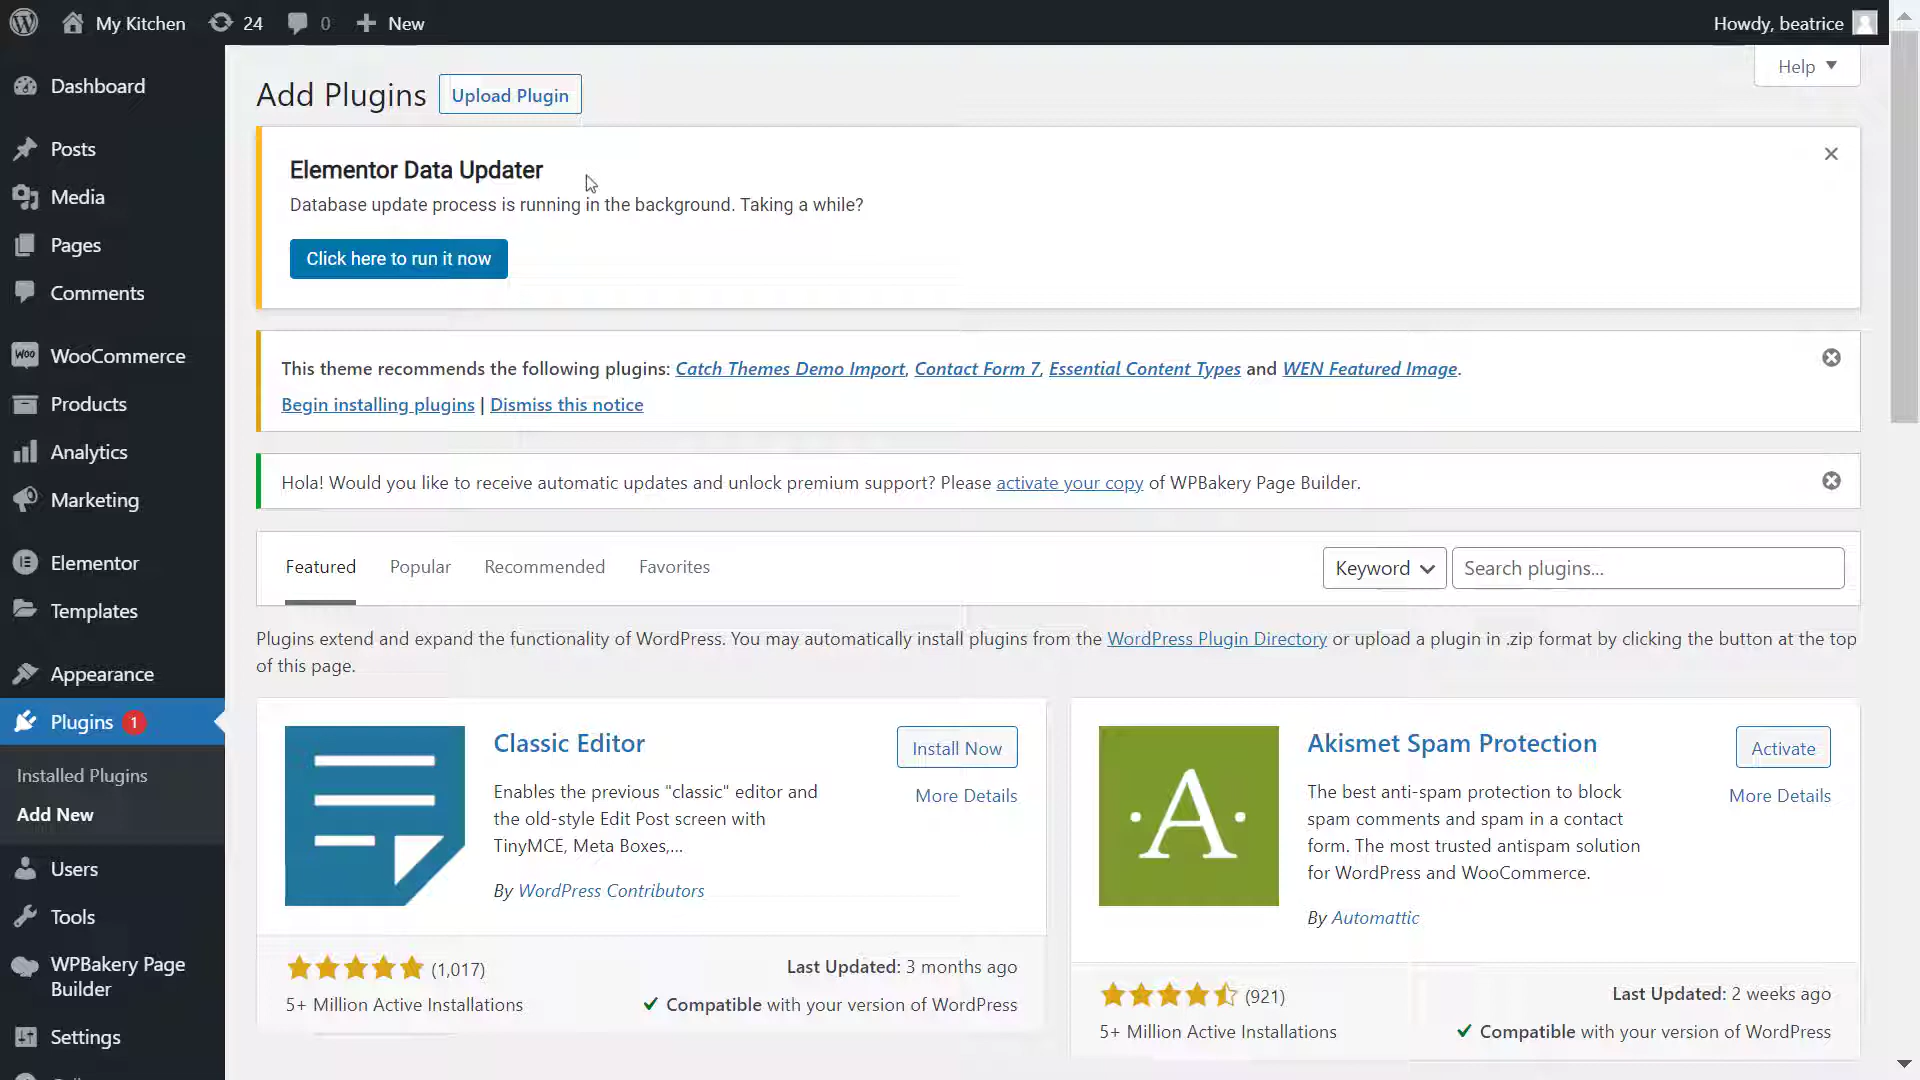 My Kitchen
24
0
New
Howdy, beatrice
Dashboard
Posts
Media
Pages
Comments
WOO
WooCommerce
Products
Analytics
Marketing
Elementor
Templates
Appearance
Plugins 1
Installed Plugins
Add New
Users
Tools
WPBakery Page
Builder
Settings
Help
Add Plugins
Upload Plugin
Elementor Data Updater
Database update process is running in the background. Taking a while?
Click here to run it now
This theme recommends the following plugins: Catch Themes Demo Import, Contact Form 7, Essential Content Types and WEN Featured Image.
Begin installing plugins | Dismiss this notice
Hola! Would you like to receive automatic updates and unlock premium support? Please activate your copy of WPBakery Page Builder.
Featured
Popular
Recommended
Favorites
Keyword
Search plugins...
Plugins extend and expand the functionality of WordPress. You may automatically install plugins from the WordPress Plugin Directory or upload a plugin in .zip format by clicking the button at the top
of this page.
Classic Editor
Install Now
More Details
Enables the previous "classic" editor and
the old-style Edit Post screen with
TinyMCE, Meta Boxes,...
By WordPress Contributors
(1,017)
Last Updated: 3 months ago
5+ Million Active Installations
Compatible with your version of WordPress
·A·
Akismet Spam Protection
Activate
More Details
The best anti-spam protection to block
spam comments and spam in a contact
form. The most trusted antispam solution
for WordPress and WooCommerce.
By Automattic
(921)
Last Updated: 2 weeks ago
5+ Million Active Installations
Compatible with your version of WordPress